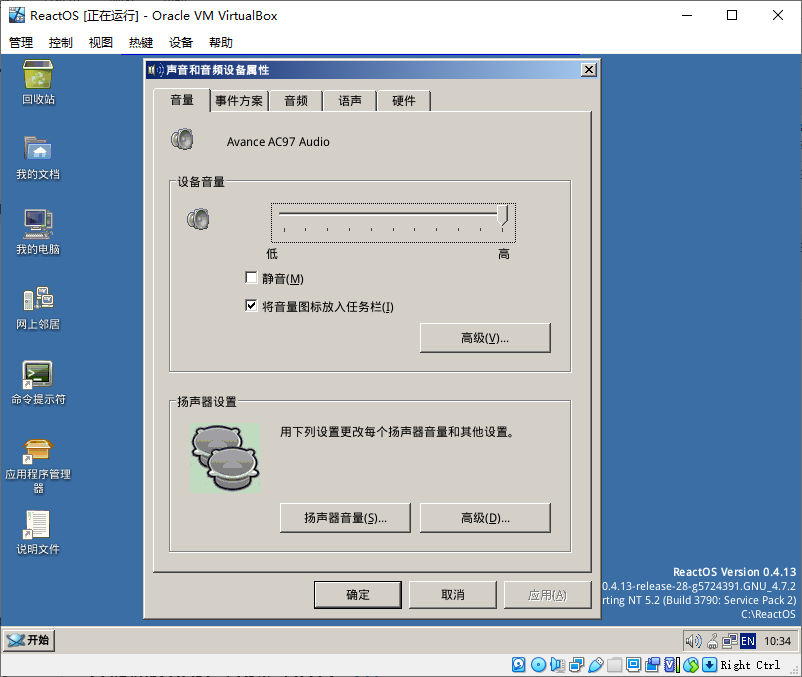 ReactOS [正在运行] - Oracle VM VirtualBox
管理 控制 视图 热键 设备 帮助
回收站
我的文档
我的电脑
网上邻居
命令提示符
应用程序管理
器
说明文件
声音和音频设备属性
音量 事件方案 音频 语声 硬件
Avance AC97 Audio
设备音量
低 高
静音(M)
将音量图标放入任务栏(I)
高级(V)...
扬声器设置
用下列设置更改每个扬声器音量和其他设置。
扬声器音量(S)... 高级(D)...
确定 取消 应用(A)
ReactOS Version 0.4.13
0.4.13-release-28-g5724391.GNU_4.7.2
rting NT 5.2 (Build 3790: Service Pack 2)
C:\ReactOS
开始 EN 10:34
Right Ctrl